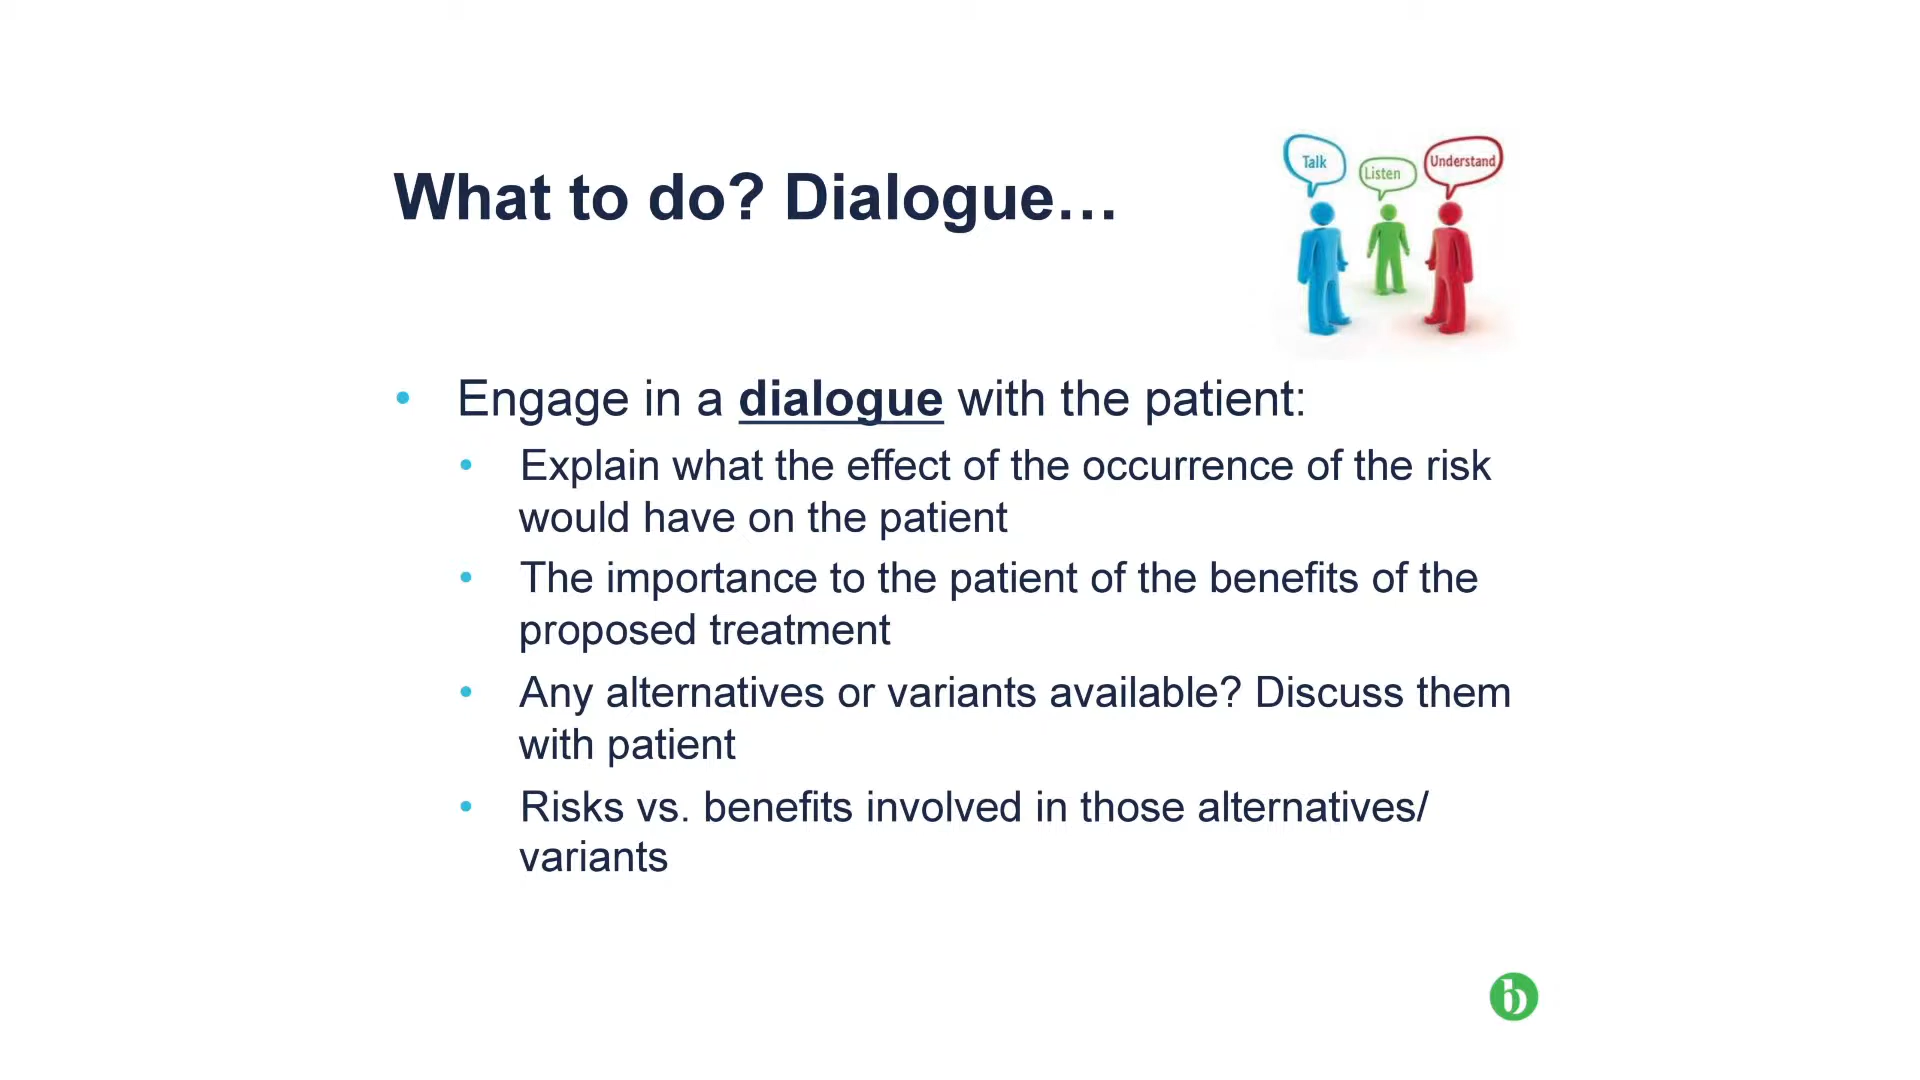 Talk
Listen
Understand
What to do? Dialogue…
• Engage in a dialogue with the patient:
• Explain what the effect of the occurrence of the risk
would have on the patient
• The importance to the patient of the benefits of the
proposed treatment
• Any alternatives or variants available? Discuss them
with patient
• Risks vs. benefits involved in those alternatives/
variants
b